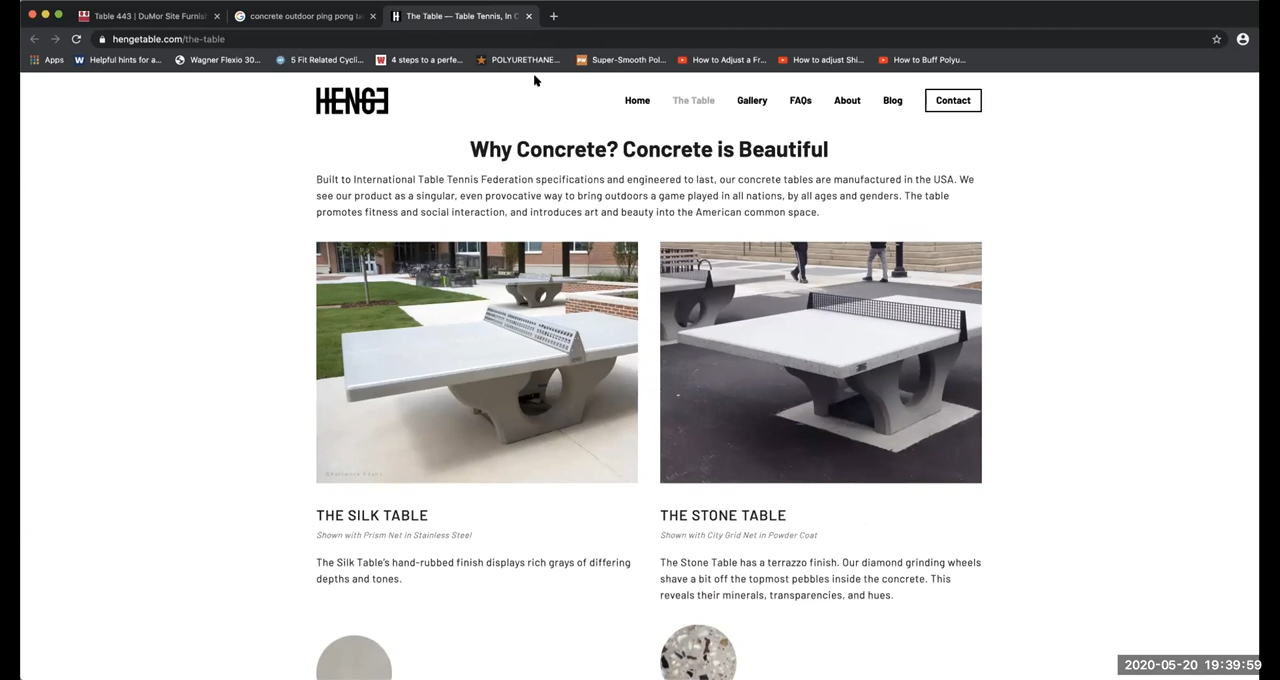 Table 443 | DuMor Site Furnish
concrete outdoor ping pong ta
The Table — Table Tennis, In C
hengetable.com/the-table
Apps
Helpful hints for a...
Wagner Flexio 30...
5 Fit Related Cycli...
4 steps to a perfe...
POLYURETHANE...
Super-Smooth Pol...
How to Adjust a Fr...
How to adjust Shi...
How to Buff Polyu...
HENGE
Home
The Table
Gallery
FAQs
About
Blog
Contact
Why Concrete? Concrete is Beautiful
Built to International Table Tennis Federation specifications and engineered to last, our concrete tables are manufactured in the USA. We
see our product as a singular, even provocative way to bring outdoors a game played in all nations, by all ages and genders. The table
promotes fitness and social interaction, and introduces art and beauty into the American common space.
THE SILK TABLE
Shown with Prism Net in Stainless Steel
The Silk Table's hand-rubbed finish displays rich grays of differing
depths and tones.
THE STONE TABLE
Shown with City Grid Net in Powder Coat
The Stone Table has a terrazzo finish. Our diamond grinding wheels
shave a bit off the topmost pebbles inside the concrete. This
reveals their minerals, transparencies, and hues.
2020-05-20 19:39:59